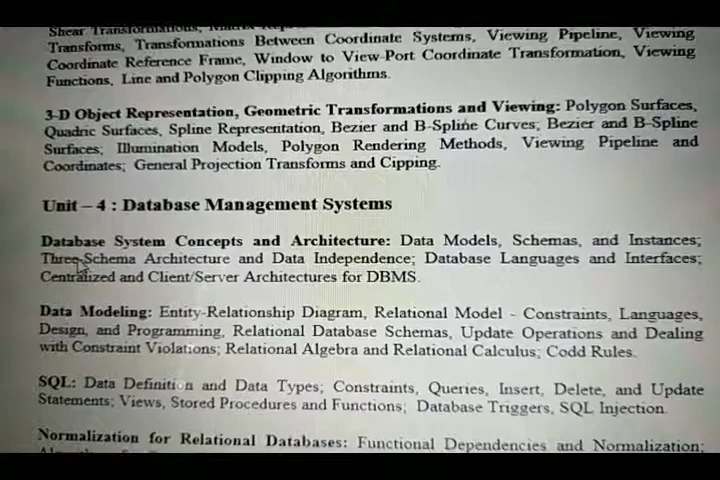 Shear Transformations, Matrix
Transforms, Transformations Between Coordinate Systems, Viewing Pipeline, Viewing
Coordinate Reference Frame, Window to View-Port Coordinate Transformation, Viewing
Functions, Line and Polygon Clipping Algorithms.
3-D Object Representation, Geometric Transformations and Viewing: Polygon Surfaces,
Quadric Surfaces, Spline Representation, Bezier and B-Spline Curves; Bezier and B-Spline
Surfaces; Illumination Models, Polygon Rendering Methods, Viewing Pipeline and
Coordinates; General Projection Transforms and Cipping.
Unit – 4 : Database Management Systems
Database System Concepts and Architecture: Data Models, Schemas, and Instances;
Three-Schema Architecture and Data Independence; Database Languages and Interfaces;
Centralized and Client/Server Architectures for DBMS.
Data Modeling: Entity-Relationship Diagram, Relational Model - Constraints, Languages,
Design, and Programming, Relational Database Schemas, Update Operations and Dealing
with Constraint Violations; Relational Algebra and Relational Calculus; Codd Rules.
SQL: Data Definition and Data Types; Constraints, Queries, Insert, Delete, and Update
Statements; Views, Stored Procedures and Functions; Database Triggers, SQL Injection.
Normalization for Relational Databases: Functional Dependencies and Normalization;